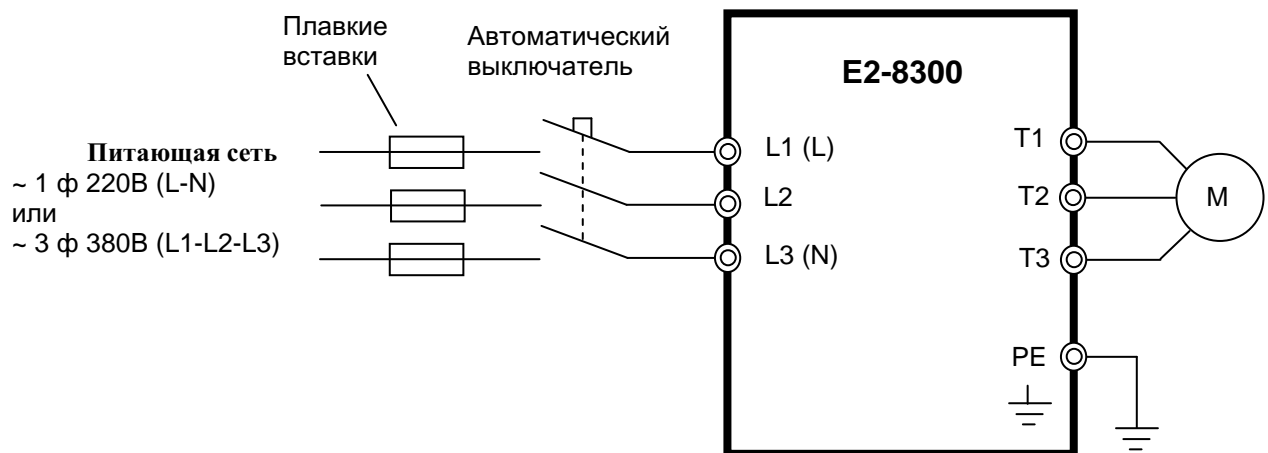 Плавкие
вставки
Автоматический
выключатель
E2-8300
Питающая сеть
~ 1 ф 220В (L-N)
или
~ 3 ф 380В (L1-L2-L3)
L1 (L)
L2
L3 (N)
T1
T2
T3
M
PE